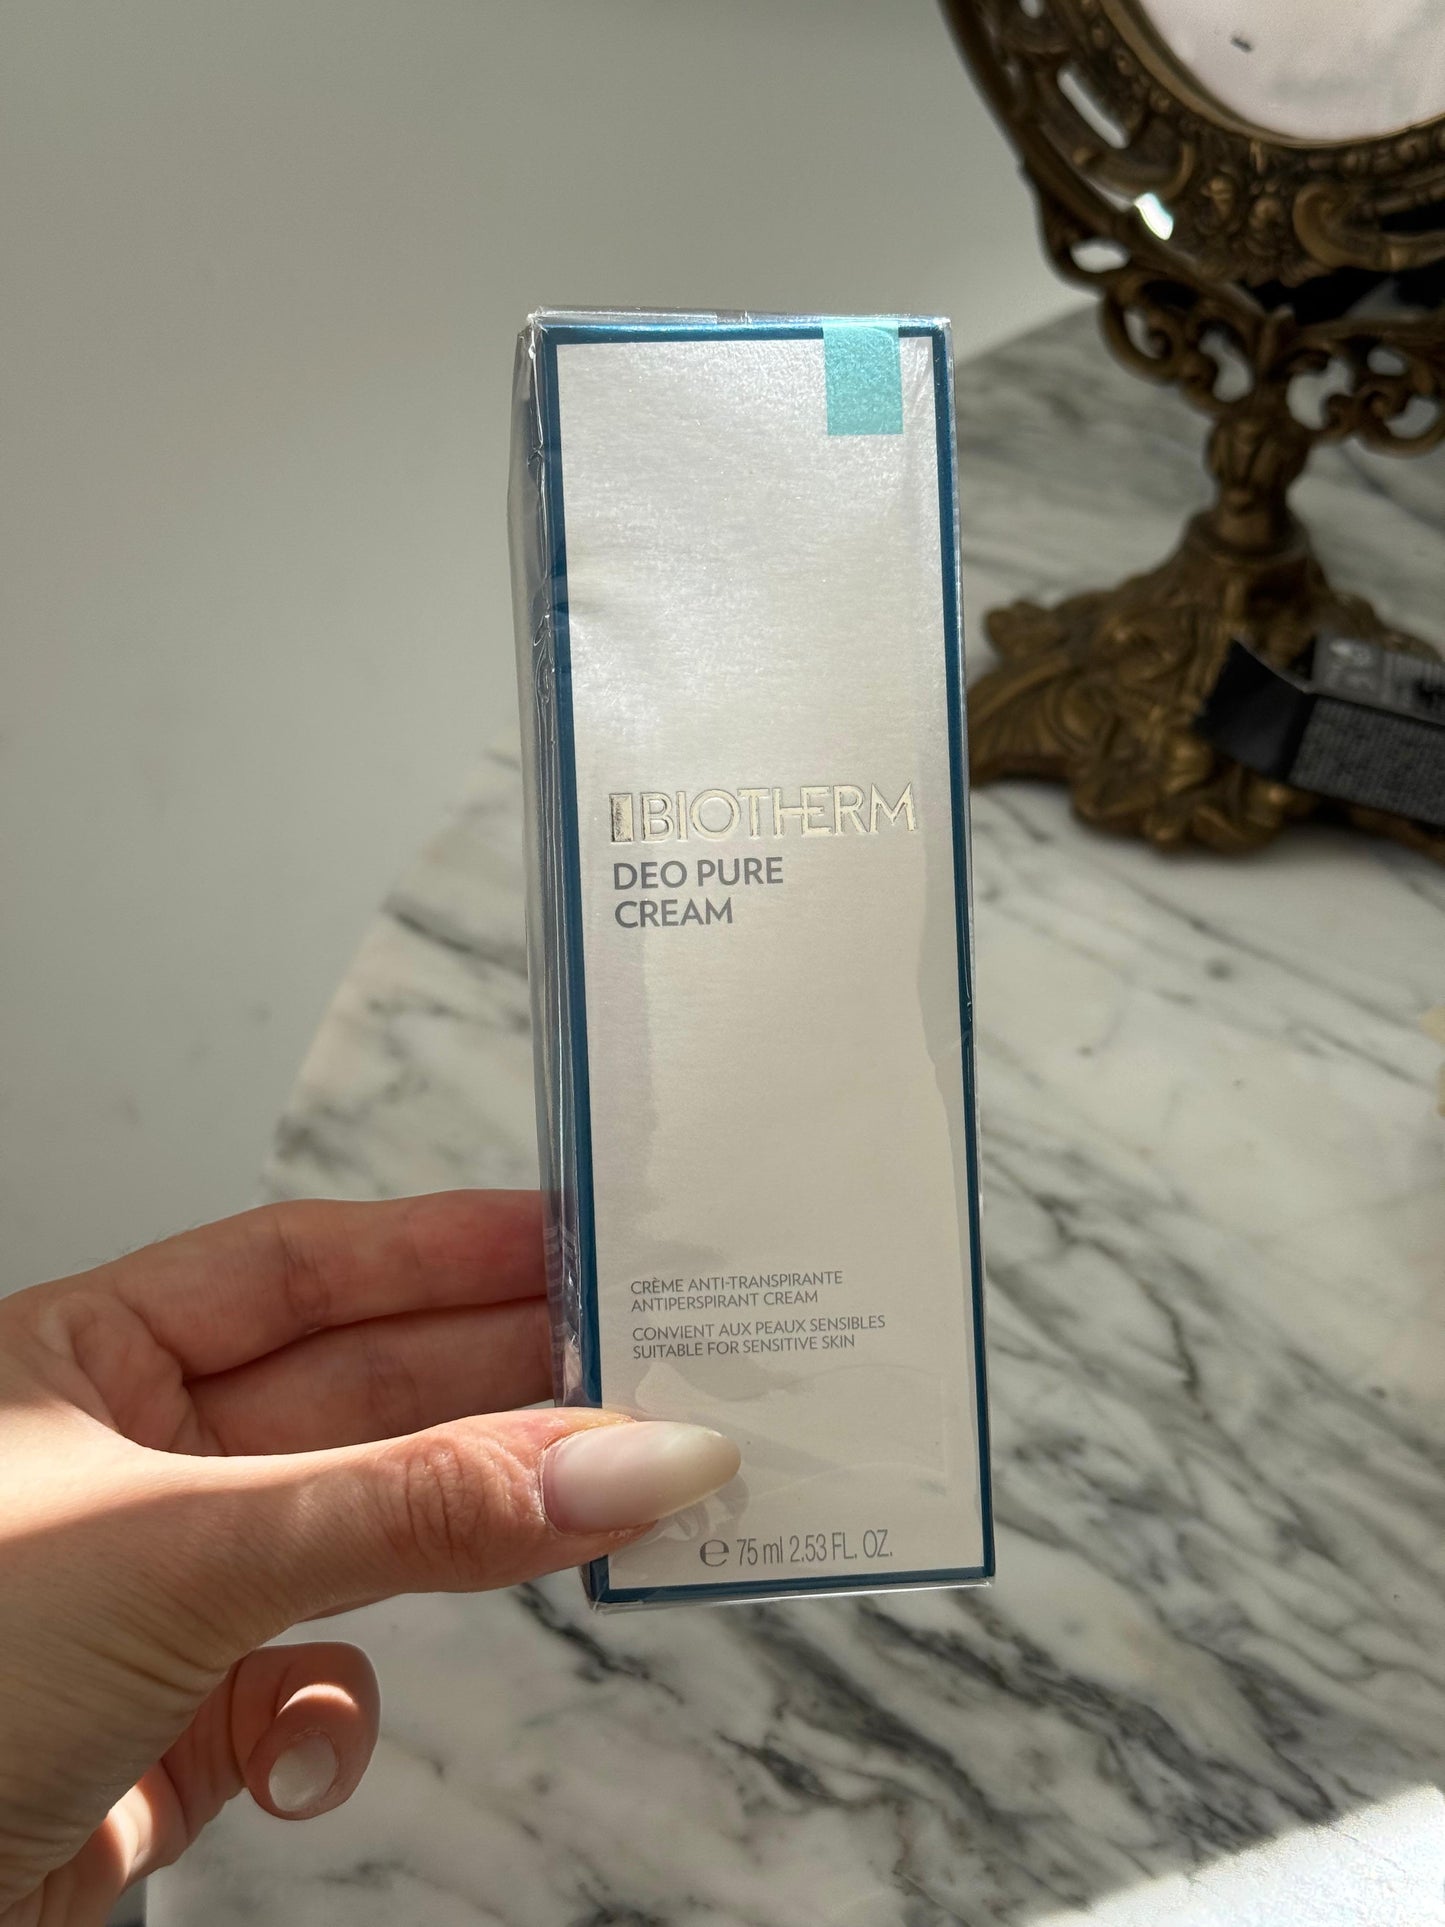 BIOTHERM
DEO PURE
CREAM
CRÈME ANTI-TRANSPIRANTE
ANTIPERSPIRANT CREAM
CONVIENT AUX PEAUX SENSIBLES
SUITABLE FOR SENSITIVE SKIN
℮ 75 ml 2.53 FL. OZ.